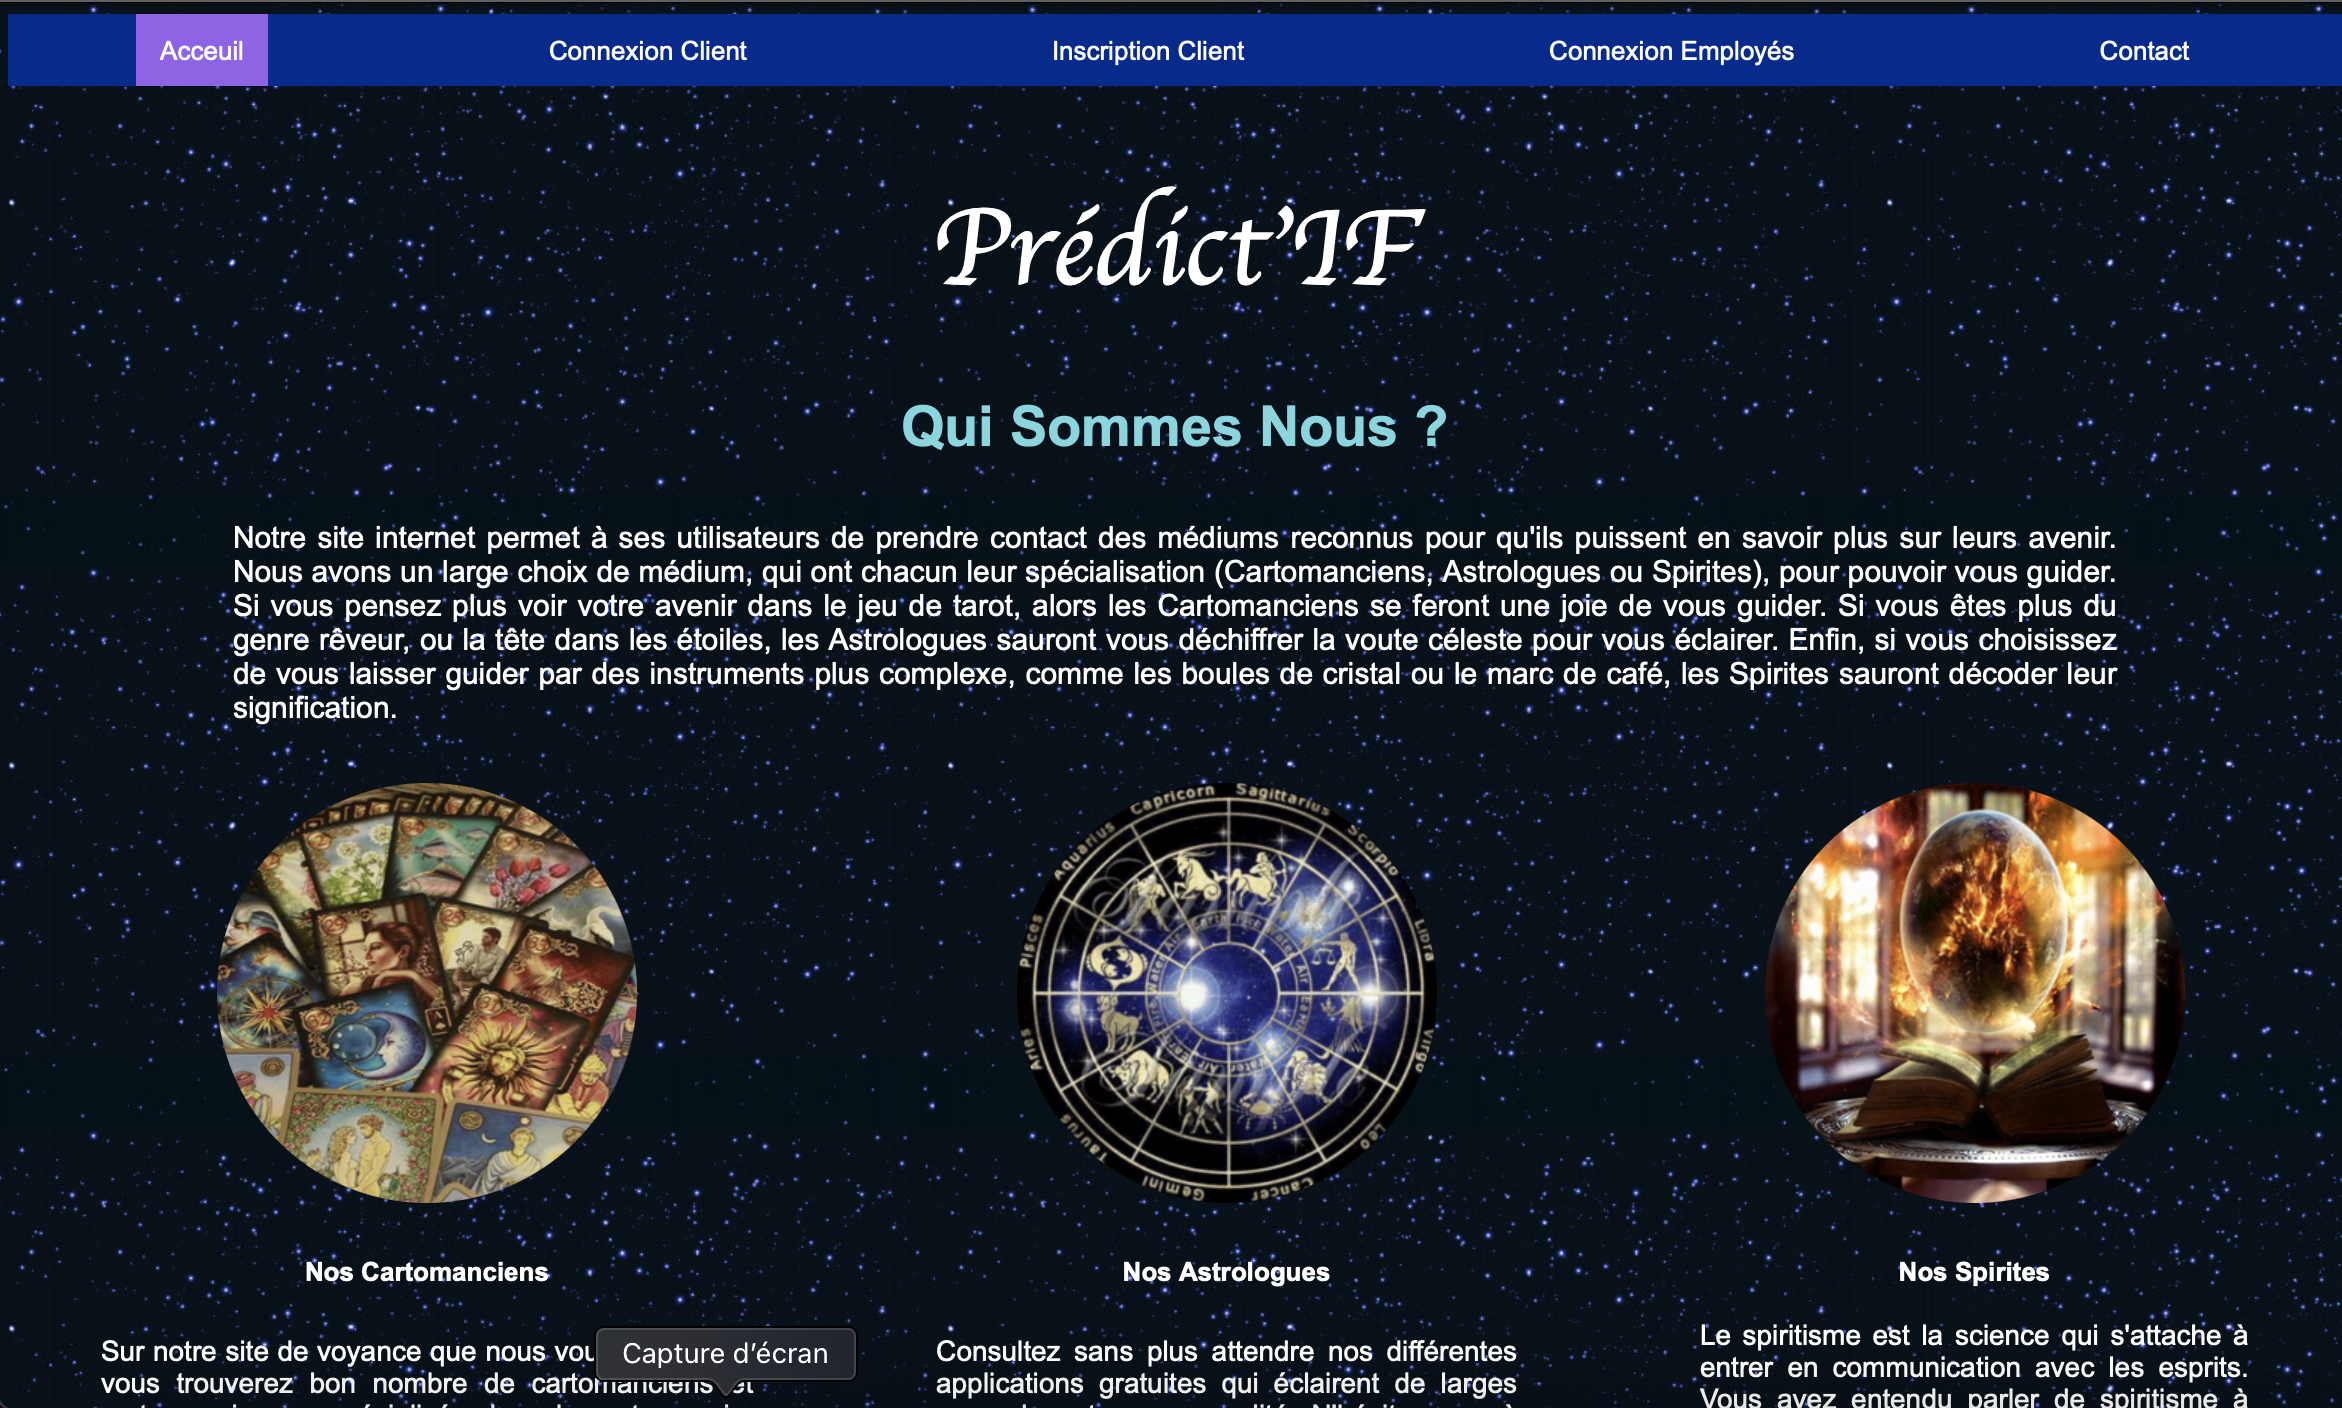 Acceuil Connexion Client Inscription Client Connexion Employés Contact
Prédict'IF
Qui Sommes Nous ?
Notre site internet permet à ses utilisateurs de prendre contact des médiums reconnus pour qu'ils puissent en savoir plus sur leurs avenir.
Nous avons un large choix de médium, qui ont chacun leur spécialisation (Cartomanciens, Astrologues ou Spirites), pour pouvoir vous guider.
Si vous pensez plus voir votre avenir dans le jeu de tarot, alors les Cartomanciens se feront une joie de vous guider. Si vous êtes plus du
genre rêveur, ou la tête dans les étoiles, les Astrologues sauront vous déchiffrer la voute céleste pour vous éclairer. Enfin, si vous choisissez
de vous laisser guider par des instruments plus complexe, comme les boules de cristal ou le marc de café, les Spirites sauront décoder leur
signification.
Capricorn
Sagittarius
Scorpio
Libra
Virgo
Leo
Cancer
Gemini
Taurus
Aries
Pisces
Aquarius
Nos Cartomanciens
Sur notre site de voyance que nous
vous trouverez bon nombre de cartomanciens et
Capture d'écran
Nos Astrologues
Consultez sans plus attendre nos différentes
applications gratuites qui éclairent de larges
Nos Spirites
Le spiritisme est la science qui s'attache à
entrer en communication avec les esprits.
Vous avez entendu parler de spiritisme à